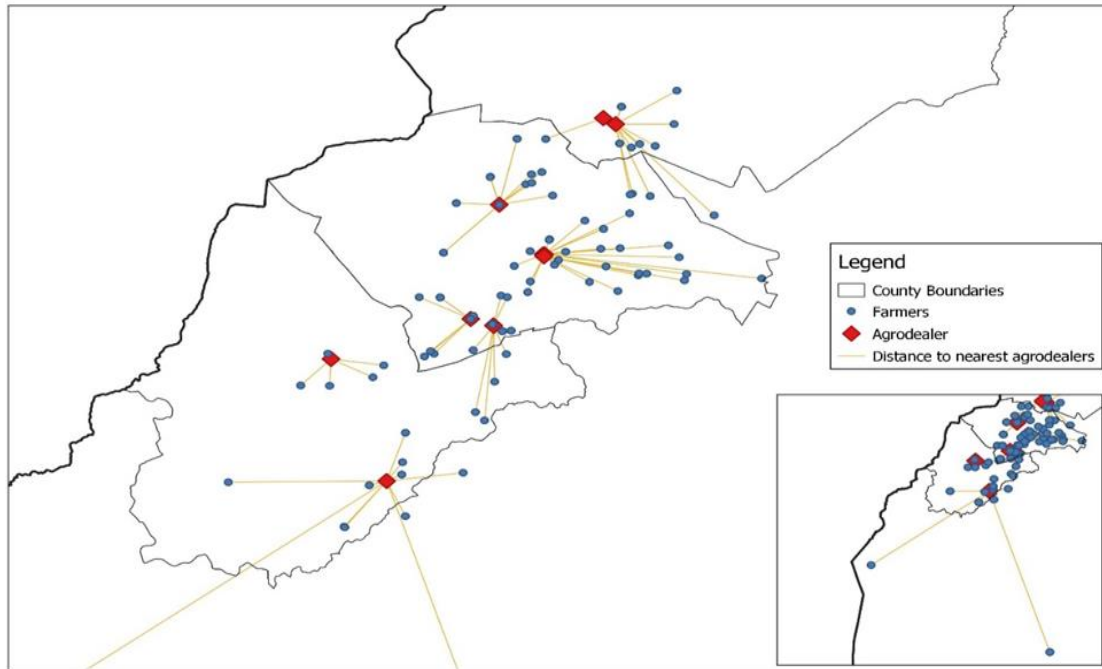 Legend
County Boundaries
Farmers
Agrodealer
Distance to nearest agrodealers